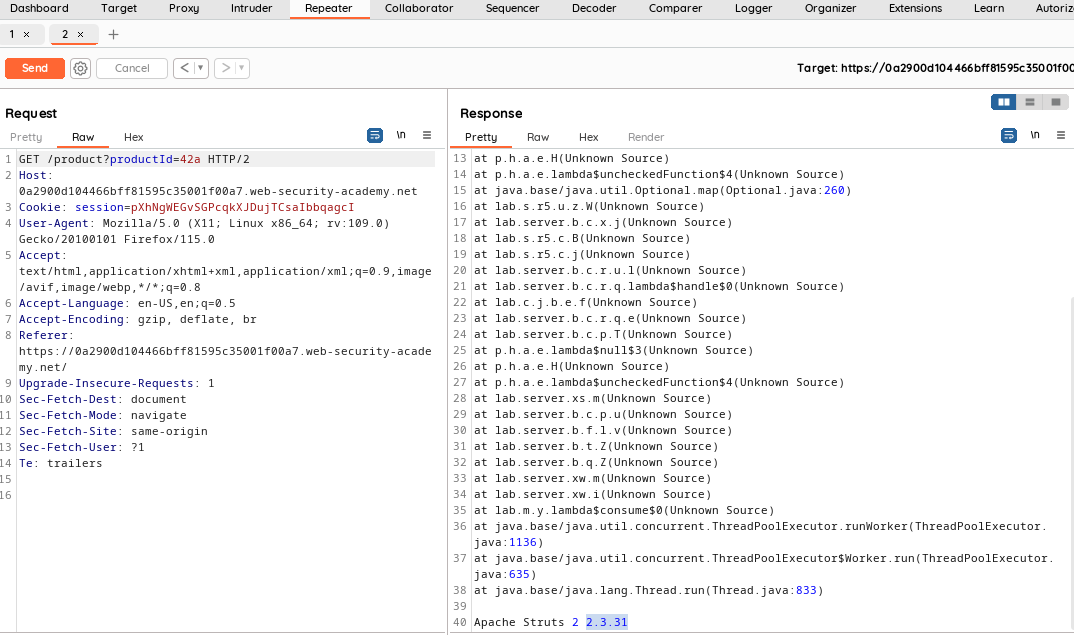 Dashboard Target Proxy Intruder Repeater Collaborator Sequencer Decoder Comparer Logger Organizer Extensions Learn Authoriz
1 × 2 × +
Send Cancel < ▾ > ▾ Target: https://0a2900d104466bff81595c35001f00
Request
Pretty Raw Hex \n ≡
1 GET /product?productId=42a HTTP/2
2 Host:
0a2900d104466bff81595c35001f00a7.web-security-academy.net
3 Cookie: session=pXhNgWEGvSGPcqkXJDujTCsaIbbqagcI
4 User-Agent: Mozilla/5.0 (X11; Linux x86_64; rv:109.0)
Gecko/20100101 Firefox/115.0
5 Accept:
text/html,application/xhtml+xml,application/xml;q=0.9,image
/avif,image/webp,*/*;q=0.8
6 Accept-Language: en-US,en;q=0.5
7 Accept-Encoding: gzip, deflate, br
8 Referer:
https://0a2900d104466bff81595c35001f00a7.web-security-acade
my.net/
9 Upgrade-Insecure-Requests: 1
10 Sec-Fetch-Dest: document
11 Sec-Fetch-Mode: navigate
12 Sec-Fetch-Site: same-origin
13 Sec-Fetch-User: ?1
14 Te: trailers
15
16
Response
Pretty Raw Hex Render \n ≡
13 at p.h.a.e.H(Unknown Source)
14 at p.h.a.e.lambda$uncheckedFunction$4(Unknown Source)
15 at java.base/java.util.Optional.map(Optional.java:260)
16 at lab.s.r5.u.z.W(Unknown Source)
17 at lab.server.b.c.x.j(Unknown Source)
18 at lab.s.r5.c.B(Unknown Source)
19 at lab.s.r5.c.j(Unknown Source)
20 at lab.server.b.c.r.u.l(Unknown Source)
21 at lab.server.b.c.r.q.lambda$handle$0(Unknown Source)
22 at lab.c.j.b.e.f(Unknown Source)
23 at lab.server.b.c.r.q.e(Unknown Source)
24 at lab.server.b.c.p.T(Unknown Source)
25 at p.h.a.e.lambda$null$3(Unknown Source)
26 at p.h.a.e.H(Unknown Source)
27 at p.h.a.e.lambda$uncheckedFunction$4(Unknown Source)
28 at lab.server.xs.m(Unknown Source)
29 at lab.server.b.c.p.u(Unknown Source)
30 at lab.server.b.f.l.v(Unknown Source)
31 at lab.server.b.t.Z(Unknown Source)
32 at lab.server.b.q.Z(Unknown Source)
33 at lab.server.xw.m(Unknown Source)
34 at lab.server.xw.i(Unknown Source)
35 at lab.m.y.lambda$consume$0(Unknown Source)
36 at java.base/java.util.concurrent.ThreadPoolExecutor.runWorker(ThreadPoolExecutor.
java:1136)
37 at java.base/java.util.concurrent.ThreadPoolExecutor$Worker.run(ThreadPoolExecutor.
java:635)
38 at java.base/java.lang.Thread.run(Thread.java:833)
39
40 Apache Struts 2 2.3.31